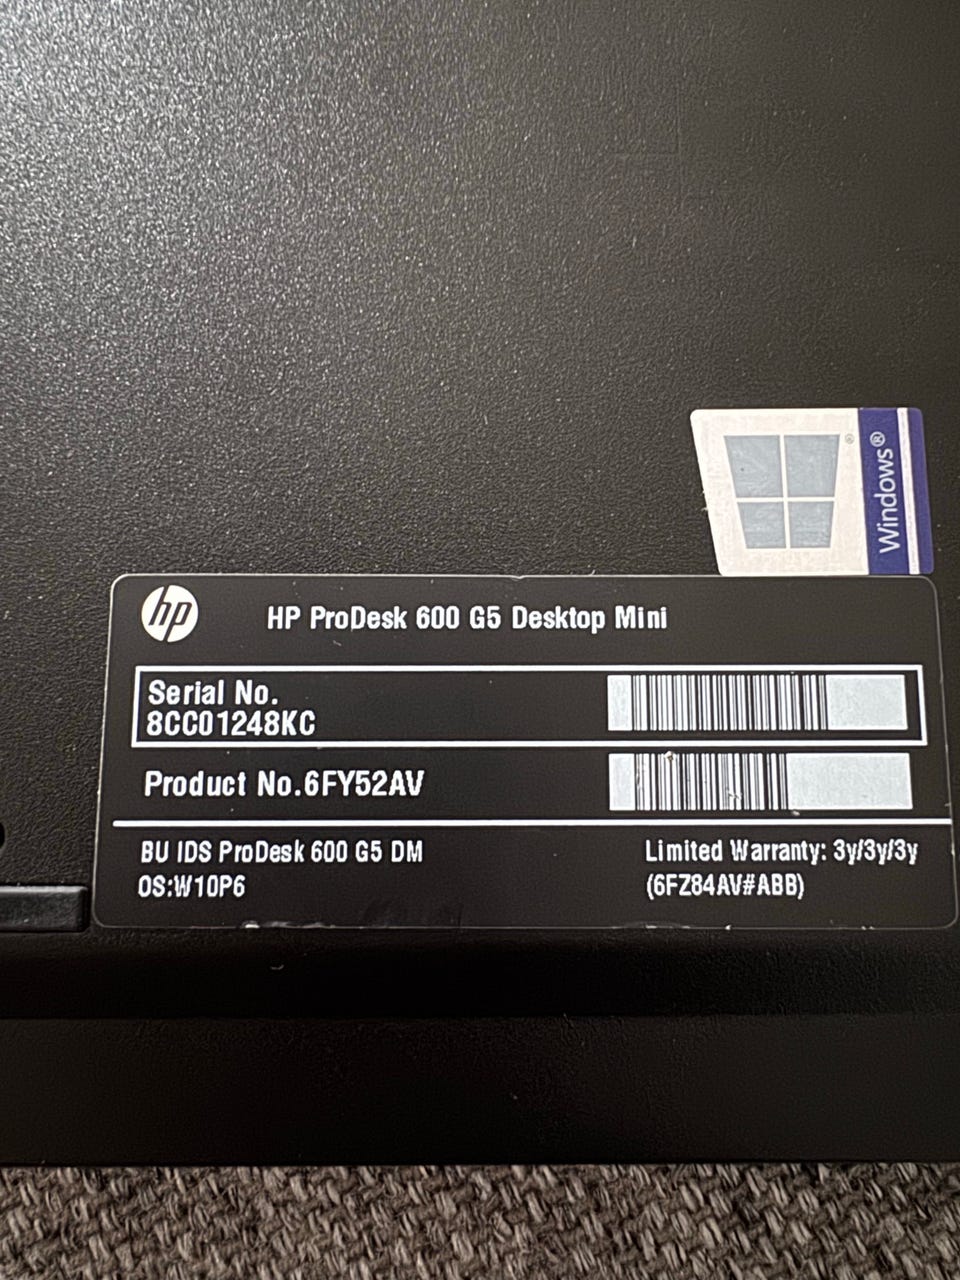 Windows®
hp
HP ProDesk 600 G5 Desktop Mini
Serial No.
8CC01248KC
Product No.6FY52AV
BU IDS ProDesk 600 G5 DM
OS:W10P6
Limited Warranty: 3y/3y/3y
(6FZ84AV#ABB)